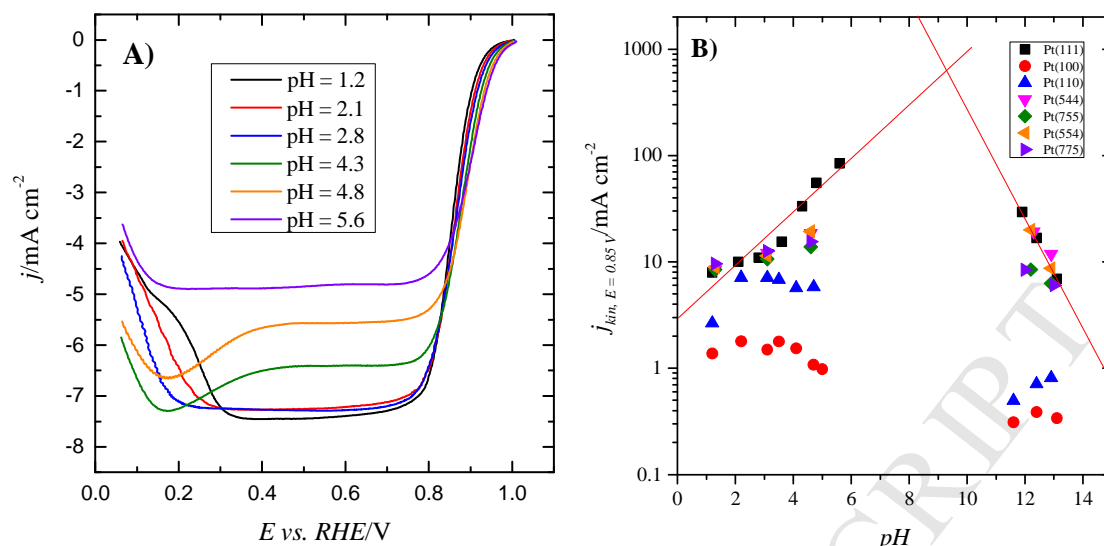 A)
0
-1
-2
-3
-4
-5
-6
-7
-8
j/mA cm-2
pH = 1.2
pH = 2.1
pH = 2.8
pH = 4.3
pH = 4.8
pH = 5.6
0.0 0.2 0.4 0.6 0.8 1.0
E vs. RHE/V
B)
1000
100
10
1
0.1
jkin, E = 0.85 v/mA cm-2
Pt(111)
Pt(100)
Pt(110)
Pt(544)
Pt(755)
Pt(554)
Pt(775)
0 2 4 6 8 10 12 14
pH
CRIPT